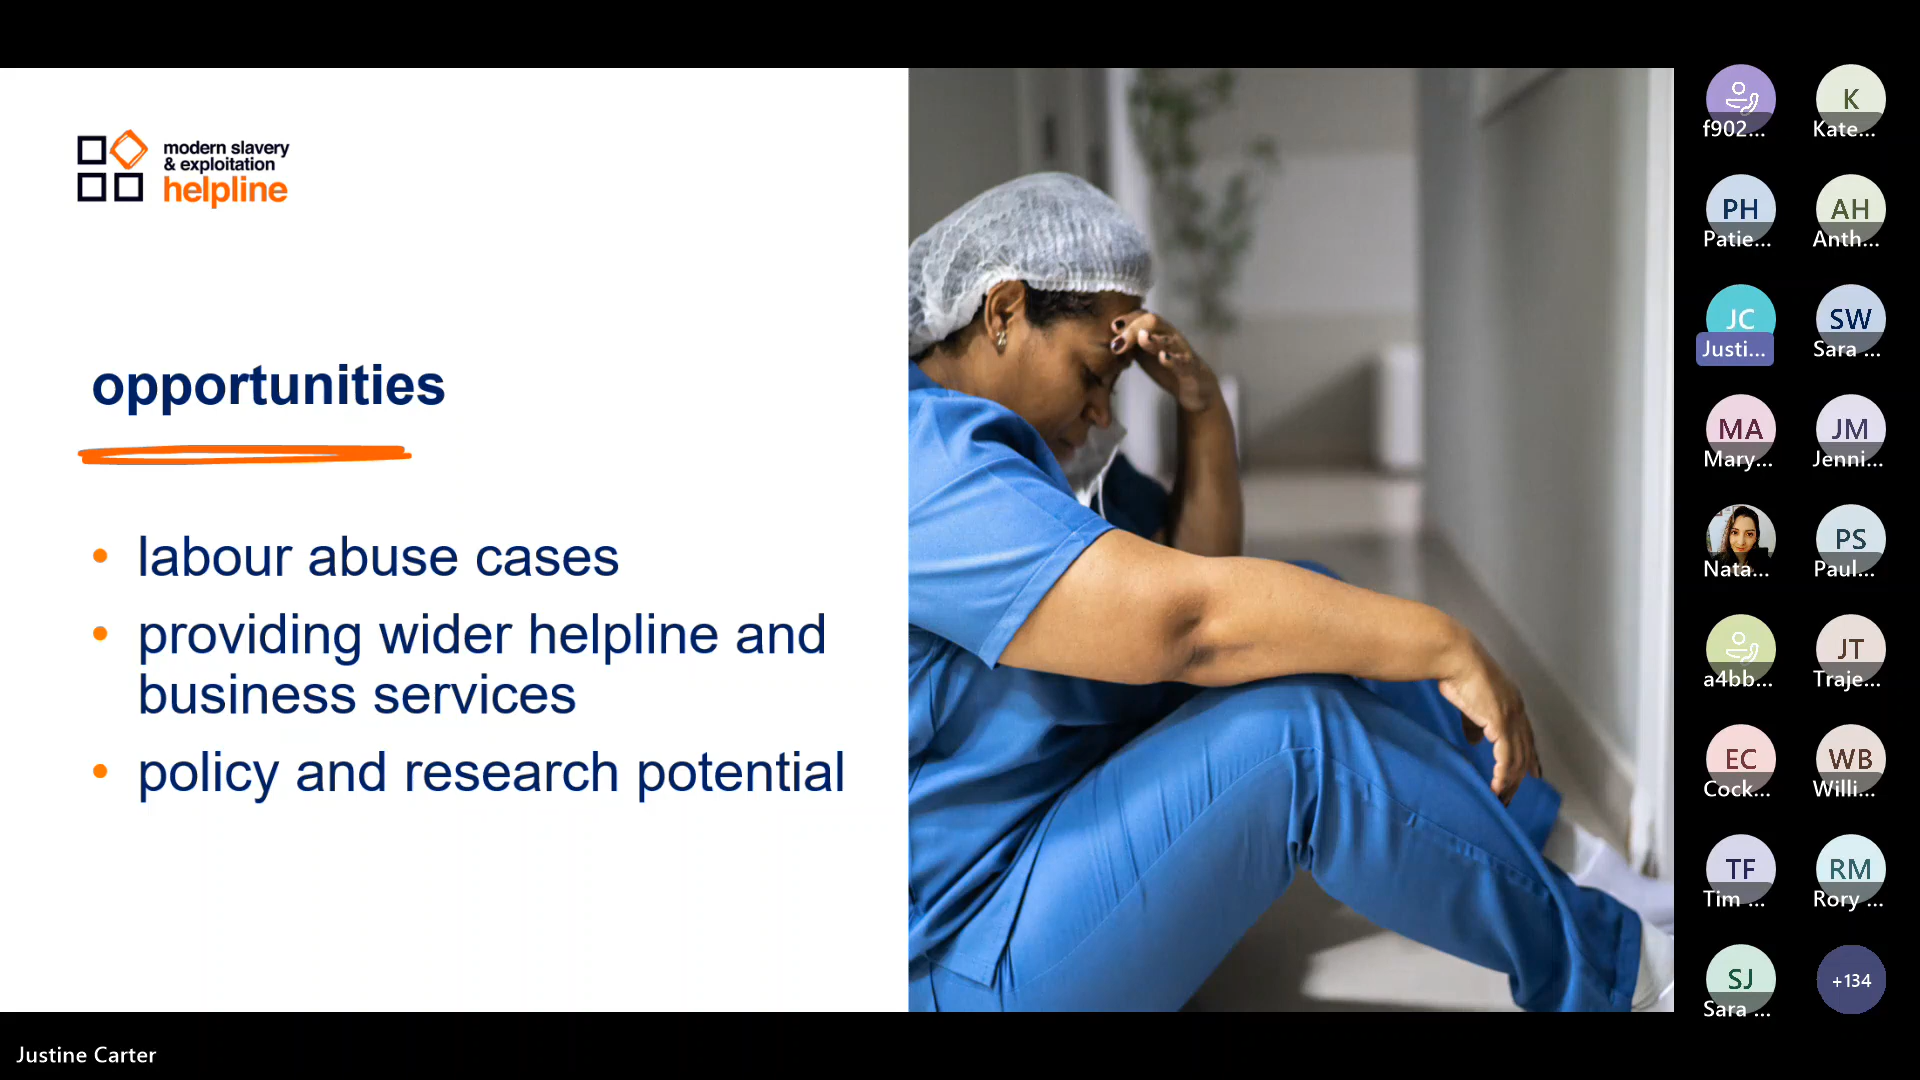 modern slavery
& exploitation
helpline
opportunities
• labour abuse cases
• providing wider helpline and
business services
• policy and research potential
f902...
K
Kate...
PH
Patie...
AH
Anth...
JC
Justi...
SW
Sara ...
MA
Mary...
JM
Jenni...
Nata...
PS
Paul...
a4bb...
JT
Traje...
EC
Cock...
WB
Willi...
TF
Tim ...
RM
Rory ...
SJ
Sara ...
+134
Justine Carter